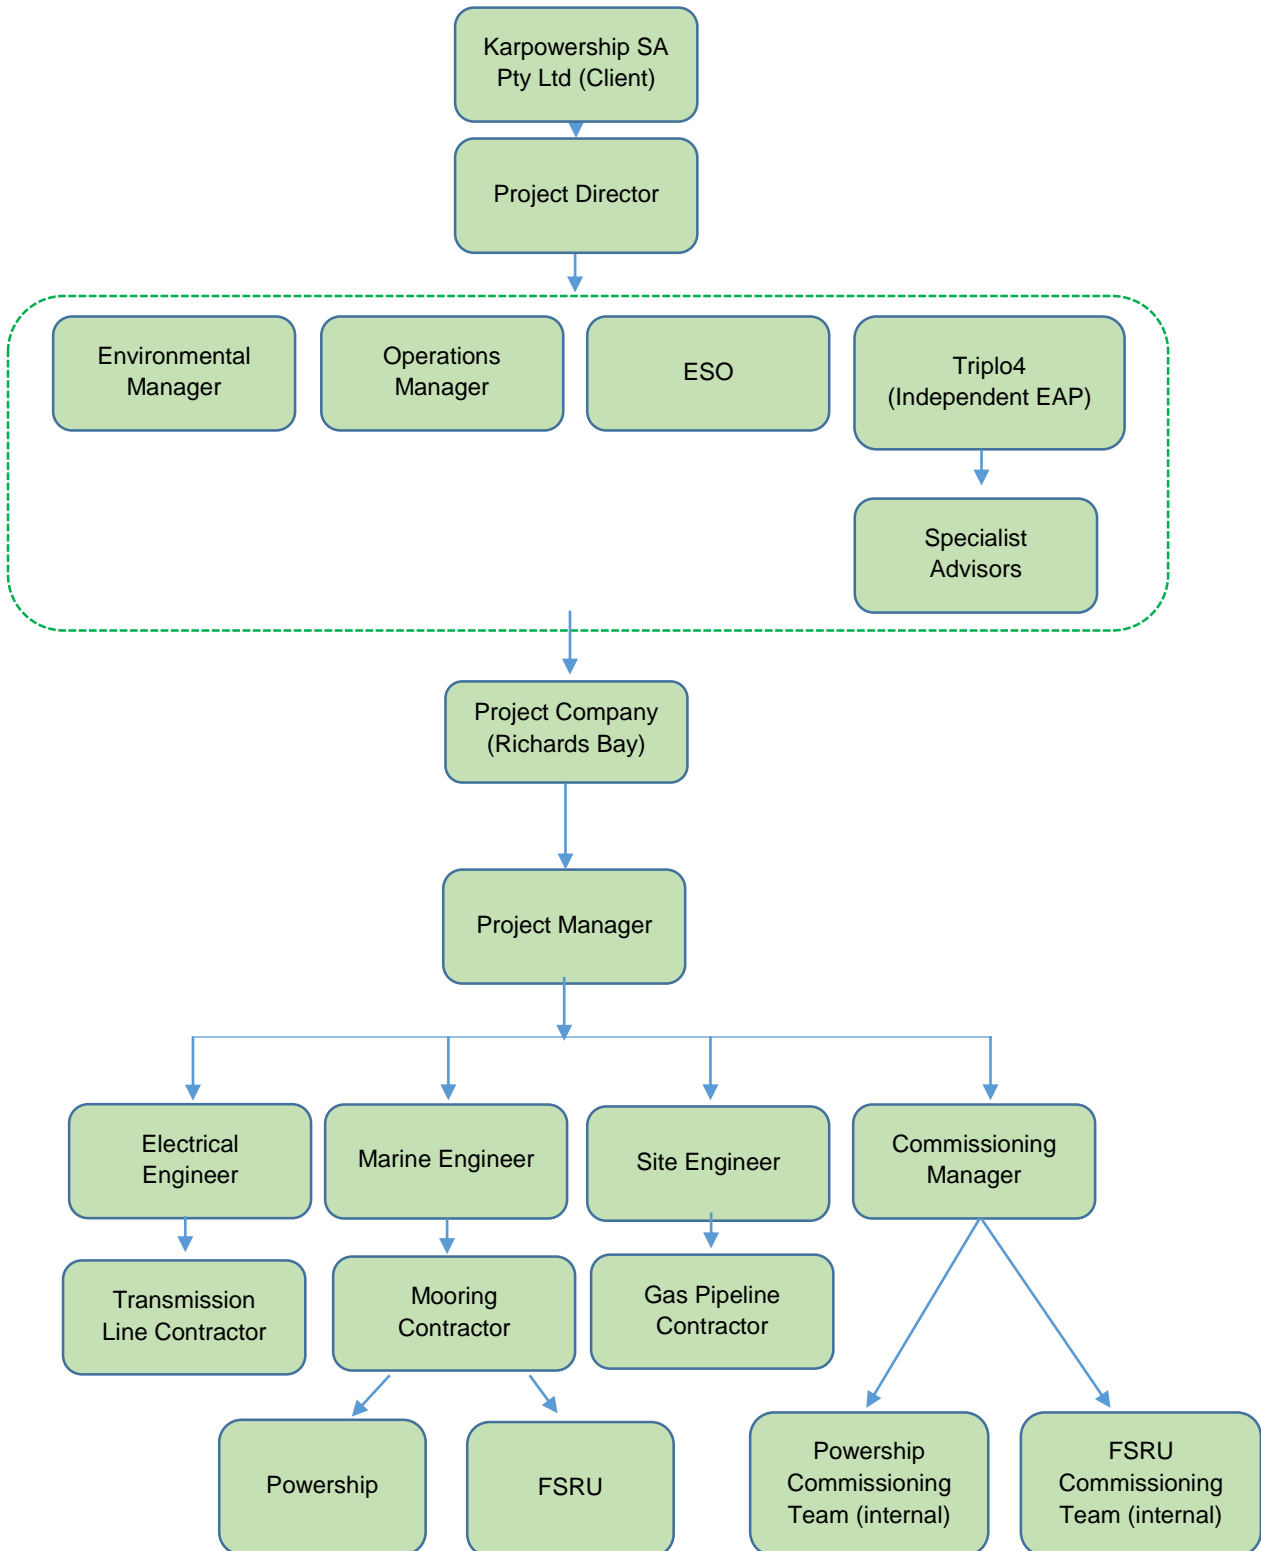 Karpowership SA
Pty Ltd (Client)
Project Director
Environmental
Manager
Operations
Manager
ESO
Triplo4
(Independent EAP)
Specialist
Advisors
Project Company
(Richards Bay)
Project Manager
Electrical
Engineer
Marine Engineer
Site Engineer
Commissioning
Manager
Transmission
Line Contractor
Mooring
Contractor
Gas Pipeline
Contractor
Powership
FSRU
Powership
Commissioning
Team (internal)
FSRU
Commissioning
Team (internal)